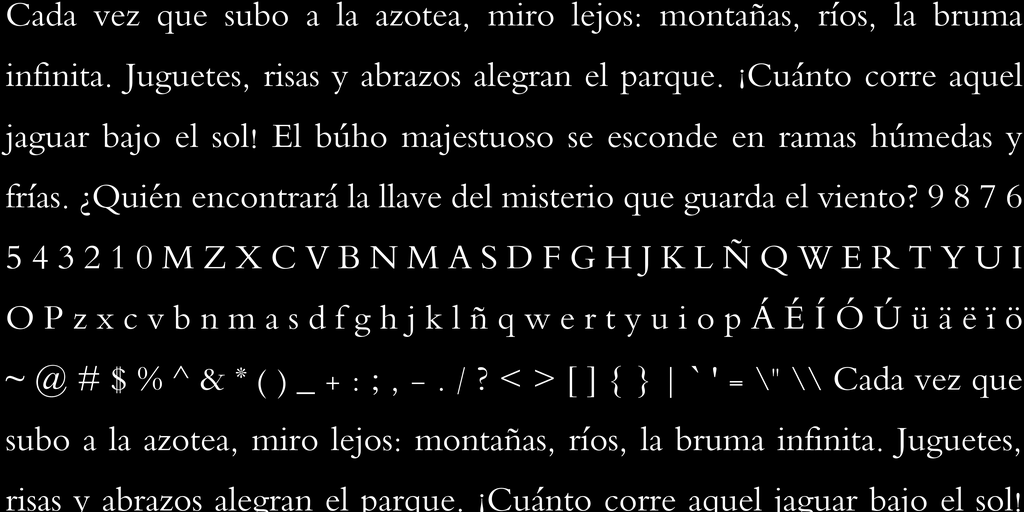 Cada vez que subo a la azotea, miro lejos: montañas, ríos, la bruma
infinita. Juguetes, risas y abrazos alegran el parque. ¡Cuánto corre aquel
jaguar bajo el sol! El búho majestuoso se esconde en ramas húmedas y
frías. ¿Quién encontrará la llave del misterio que guarda el viento? 9 8 7 6
5 4 3 2 1 0 M Z X C V B N M A S D F G H J K L Ñ Q W E R T Y U I
O P z x c v b n m a s d f g h j k l ñ q w e r t y u i o p Á É Í Ó Ú ü ä ë ï ö
~ @ # $ % ^ & * ( ) _ + : ; , – . / ? < > [ ] { } | ` ' = \" \\ Cada vez que
subo a la azotea, miro lejos: montañas, ríos, la bruma infinita. Juguetes,
risas y abrazos alegran el parque. ¡Cuánto corre aquel jaguar bajo el sol!